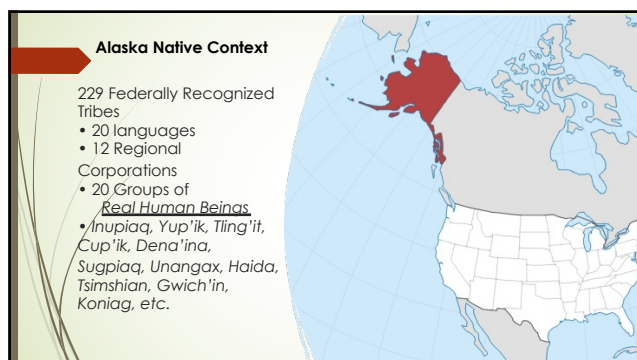 Alaska Native Context
229 Federally Recognized
Tribes
• 20 languages
• 12 Regional
Corporations
• 20 Groups of
Real Human Beings
• Inupiaq, Yup’ik, Tling’it,
Cup’ik, Dena’ina,
Sugpiaq, Unangax, Haida,
Tsimshian, Gwich’in,
Koniag, etc.